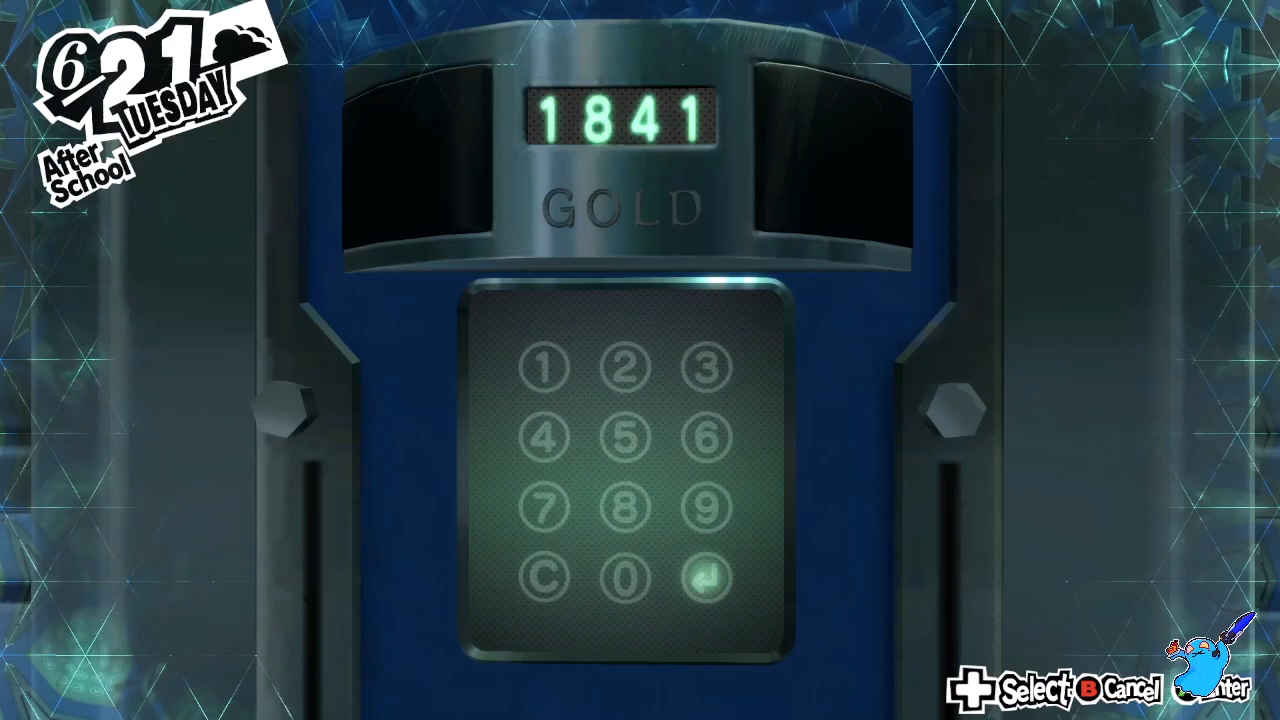 6/21
TUESDAY
After School
1841
GOLD
1 2 3
4 5 6
7 8 9
C 0
Select B Cancel